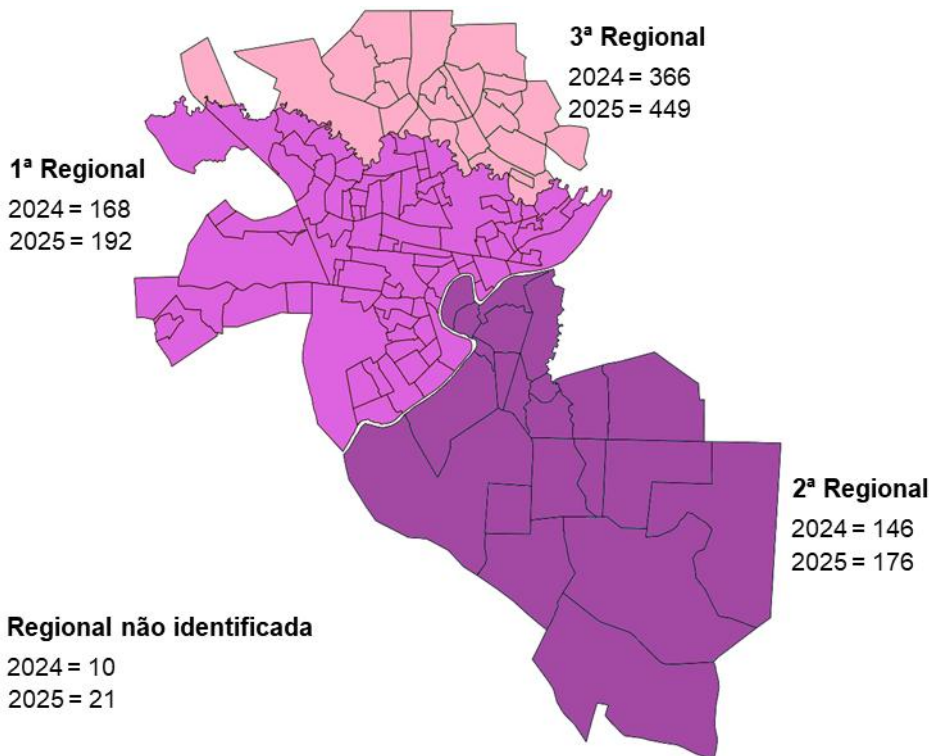 3ª Regional
2024 = 366
2025 = 449
1ª Regional
2024 = 168
2025 = 192
2ª Regional
2024 = 146
2025 = 176
Regional não identificada
2024 = 10
2025 = 21